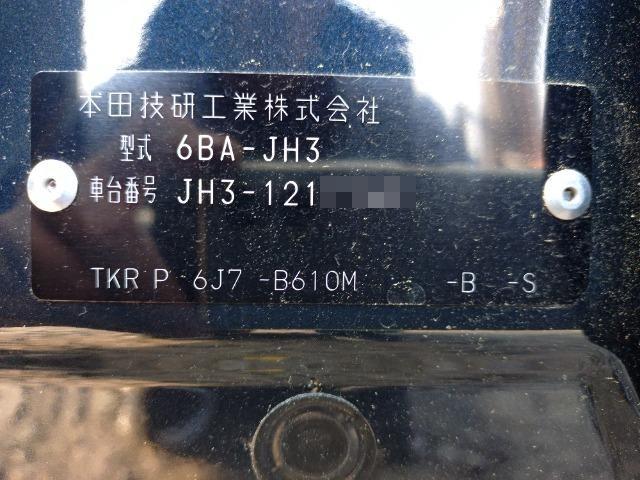 本田技研工業株式会社
型式 6BA-JH3
車台番号 JH3-121
TKR P 6J7 -B610M -B -S